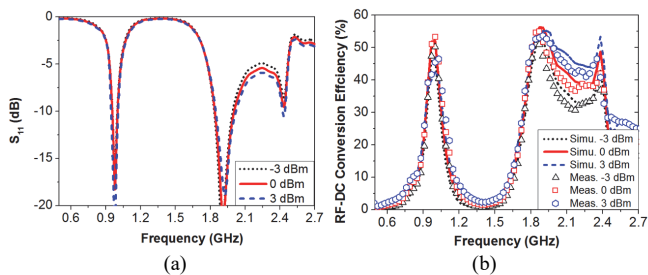 0
-5
-10
-15
-20
S11 (dB)
-3 dBm
0 dBm
3 dBm
0.6 0.9 1.2 1.5 1.8 2.1 2.4 2.7
Frequency (GHz)
(a)
60
50
40
30
20
10
0
RF-DC Conversion Effciency (%)
Simu. -3 dBm
Simu. 0 dBm
Simu. 3 dBm
Meas. -3 dBm
Meas. 0 dBm
Meas. 3 dBm
0.6 0.9 1.2 1.5 1.8 2.1 2.4 2.7
Frequency (GHz)
(b)